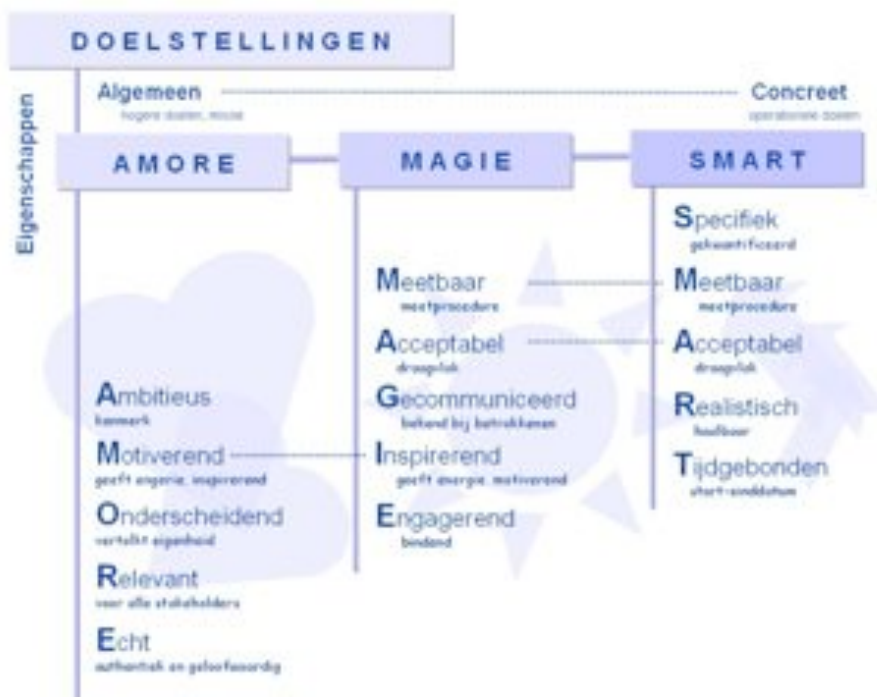 DOELSTELLINGEN
Eigenschappen
Algemeen
hogere doelen, missie
Concreet
operationele doelen
AMORE
MAGIE
SMART
Ambitieus
kenmerk
Motiverend
geeft engerie, inspirerend
Onderscheidend
vertolkt eigenheid
Relevant
voor alle stakeholders
Echt
authentiek en geloofwaardig
Meetbaar
meetprocedure
Acceptabel
draagvlak
Gecommuniceerd
bekend bij betrokkenen
Inspirerend
geeft energie, motiverend
Engagerend
bindend
Specifiek
gekwantificeerd
Meetbaar
meetprocedure
Acceptabel
draagvlak
Realistisch
haalbaar
Tijdgebonden
start-einddatum